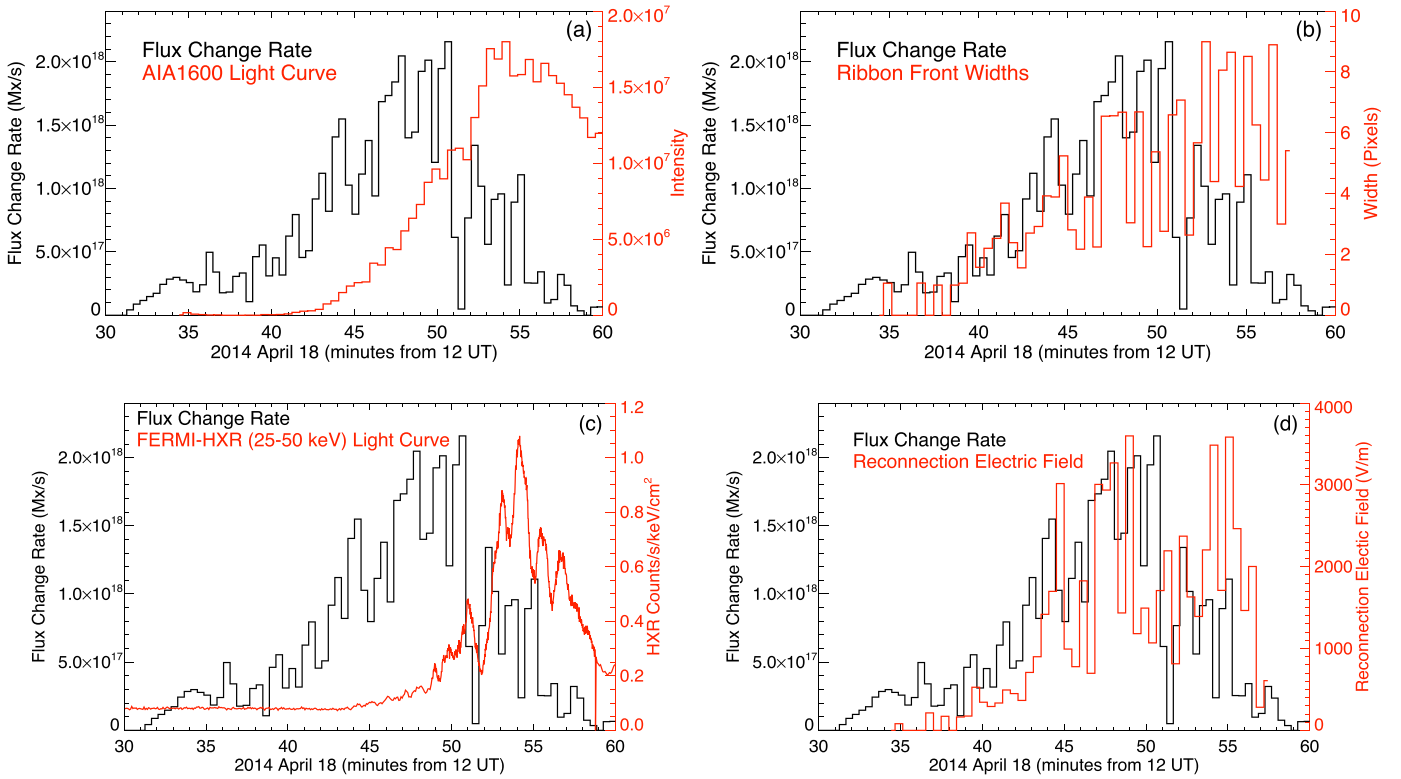 (a)
Flux Change Rate
AIA1600 Light Curve
Flux Change Rate (Mx/s)
2.0×10^18
1.5×10^18
1.0×10^18
5.0×10^17
0
2.0×10^7
1.5×10^7
1.0×10^7
5.0×10^6
0
Intensity
30 35 40 45 50 55 60
2014 April 18 (minutes from 12 UT)
(b)
Flux Change Rate
Ribbon Front Widths
Flux Change Rate (Mx/s)
2.0×10^18
1.5×10^18
1.0×10^18
5.0×10^17
0
10
8
6
4
2
0
Width (Pixels)
30 35 40 45 50 55 60
2014 April 18 (minutes from 12 UT)
(c)
Flux Change Rate
FERMI-HXR (25-50 keV) Light Curve
Flux Change Rate (Mx/s)
2.0×10^18
1.5×10^18
1.0×10^18
5.0×10^17
0
1.2
1.0
0.8
0.6
0.4
0.2
0.0
HXR Counts/s/keV/cm^2
30 35 40 45 50 55 60
2014 April 18 (minutes from 12 UT)
(d)
Flux Change Rate
Reconnection Electric Field
Flux Change Rate (Mx/s)
2.0×10^18
1.5×10^18
1.0×10^18
5.0×10^17
0
4000
3000
2000
1000
0
Reconnection Electic Field (V/m)
30 35 40 45 50 55 60
2014 April 18 (minutes from 12 UT)